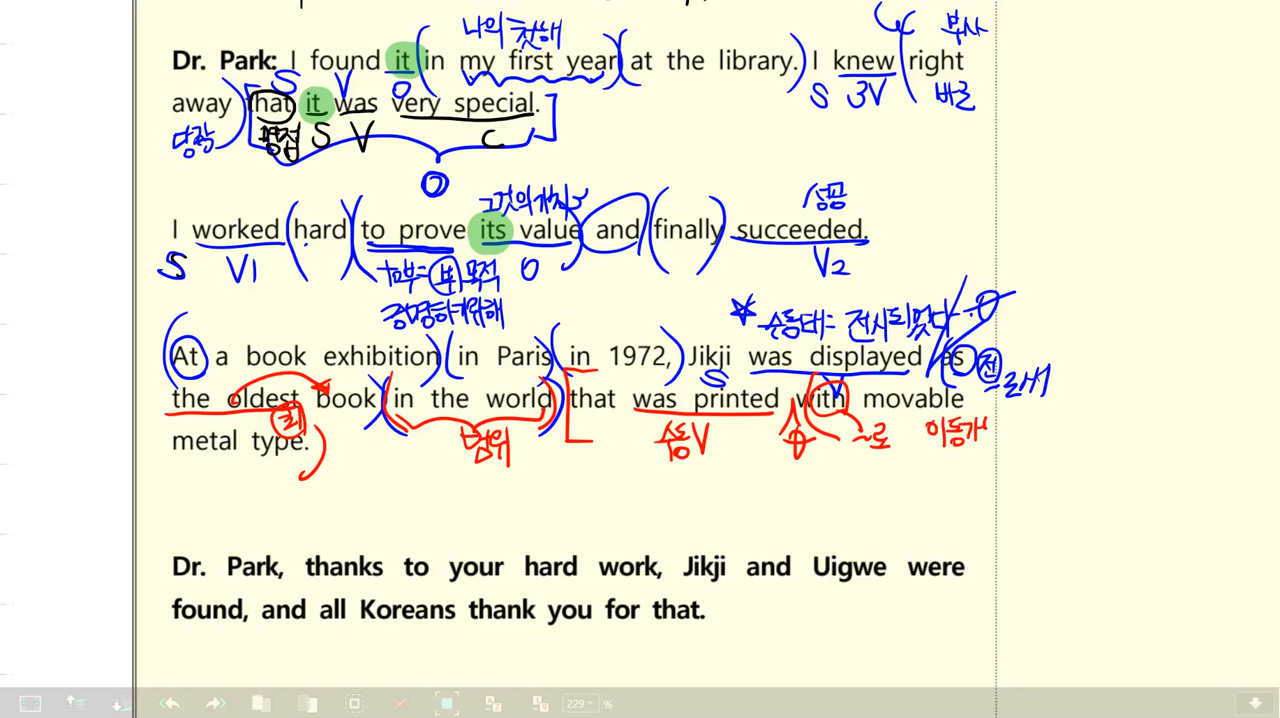 나의 첫해
부사
Dr. Park: I found it in my first year at the library. I knew right
S V O S 3V 바로
away that it was very special.
당장 명접 S V C
O
그것의 가치를 성공
I worked hard to prove its value and finally succeeded.
S V1 to부= 부 목적 O V2
증명하기위해
수동태= 전시되었다
At a book exhibition in Paris in 1972, Jikji was displayed as
S V 전 으로서
the oldest book in the world that was printed with movable
최 범위 수동V ~로
metal type.
Dr. Park, thanks to your hard work, Jikji and Uigwe were
found, and all Koreans thank you for that.
229 %